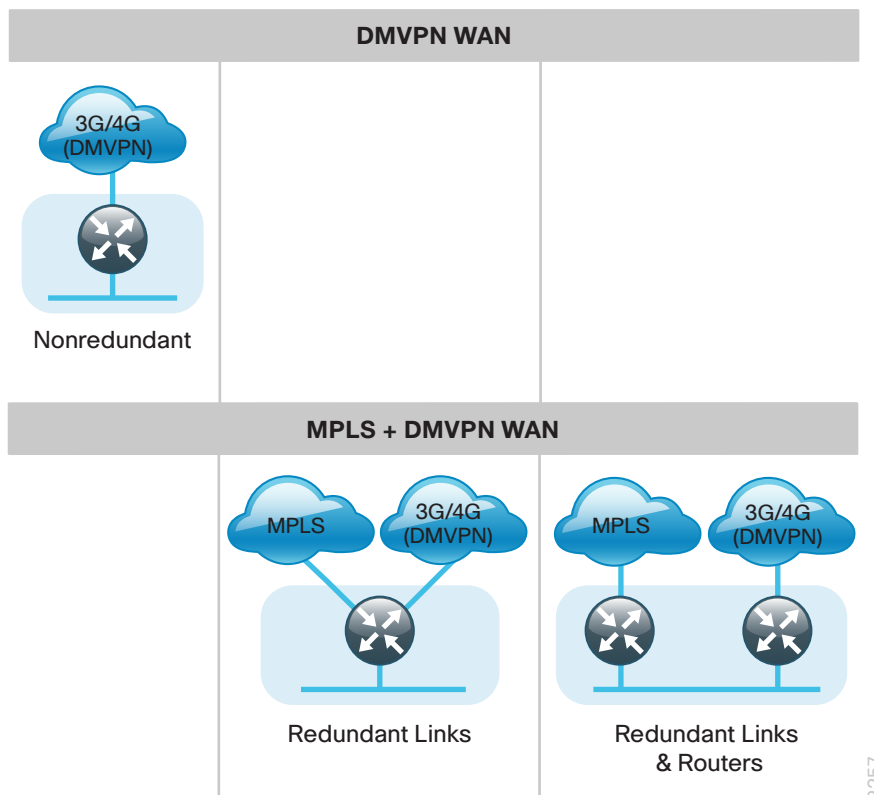 DMVPN WAN
3G/4G
(DMVPN)
Nonredundant
MPLS + DMVPN WAN
MPLS
3G/4G
(DMVPN)
MPLS
3G/4G
(DMVPN)
Redundant Links
Redundant Links
& Routers